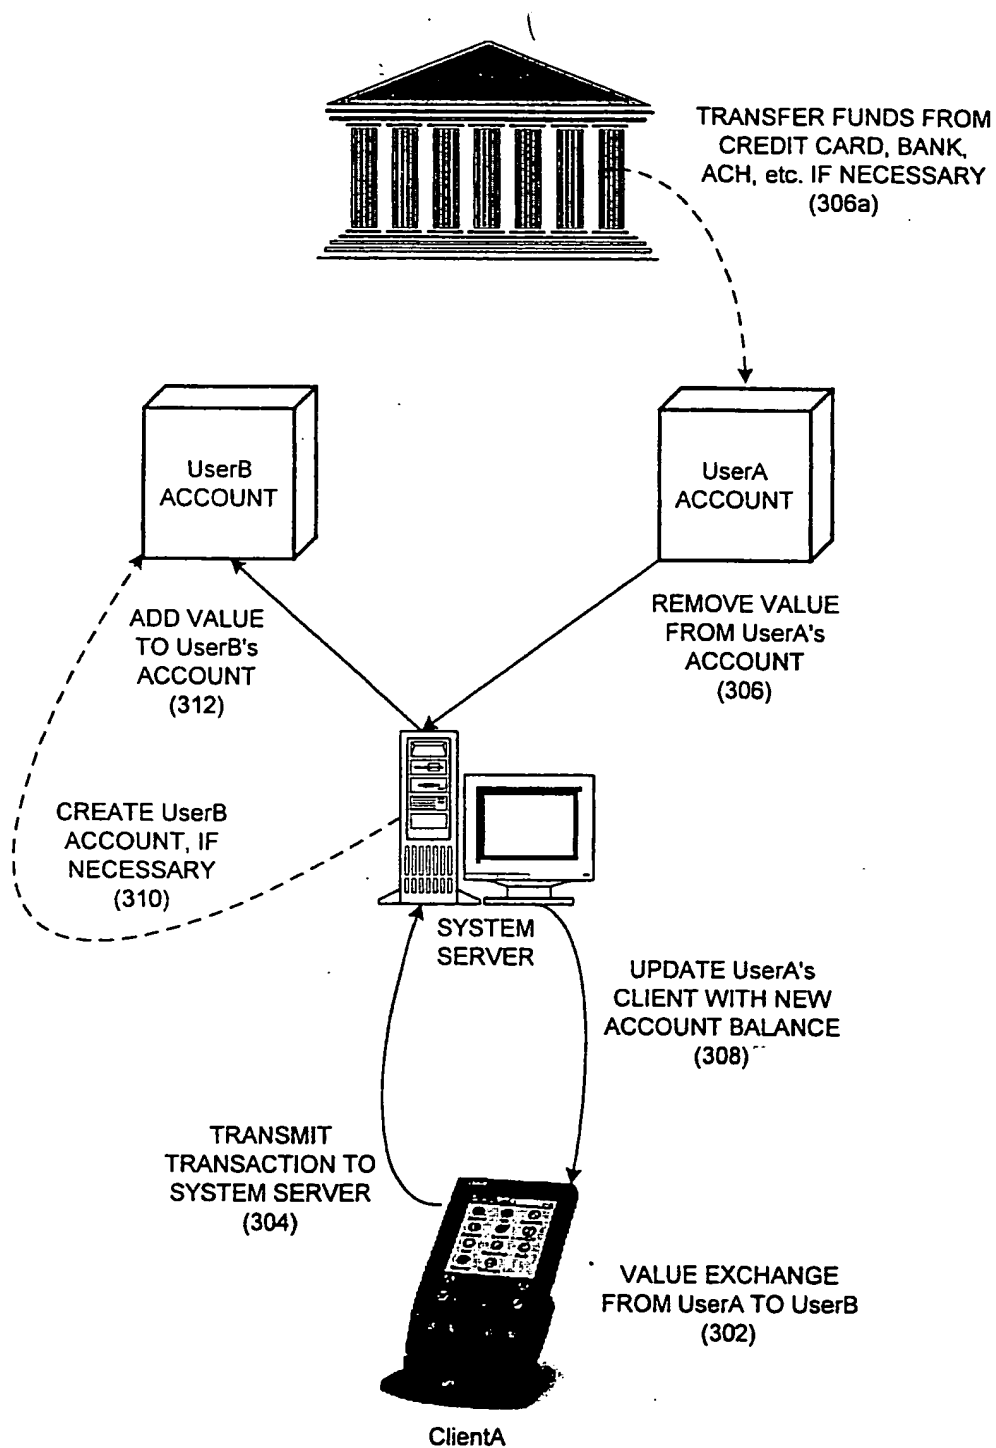 TRANSFER FUNDS FROM
CREDIT CARD, BANK,
ACH, etc. IF NECESSARY
(306a)
UserB
ACCOUNT
UserA
ACCOUNT
ADD VALUE
TO UserB's
ACCOUNT
(312)
REMOVE VALUE
FROM UserA's
ACCOUNT
(306)
CREATE UserB
ACCOUNT, IF
NECESSARY
(310)
SYSTEM
SERVER
UPDATE UserA's
CLIENT WITH NEW
ACCOUNT BALANCE
(308)
TRANSMIT
TRANSACTION TO
SYSTEM SERVER
(304)
VALUE EXCHANGE
FROM UserA TO UserB
(302)
ClientA